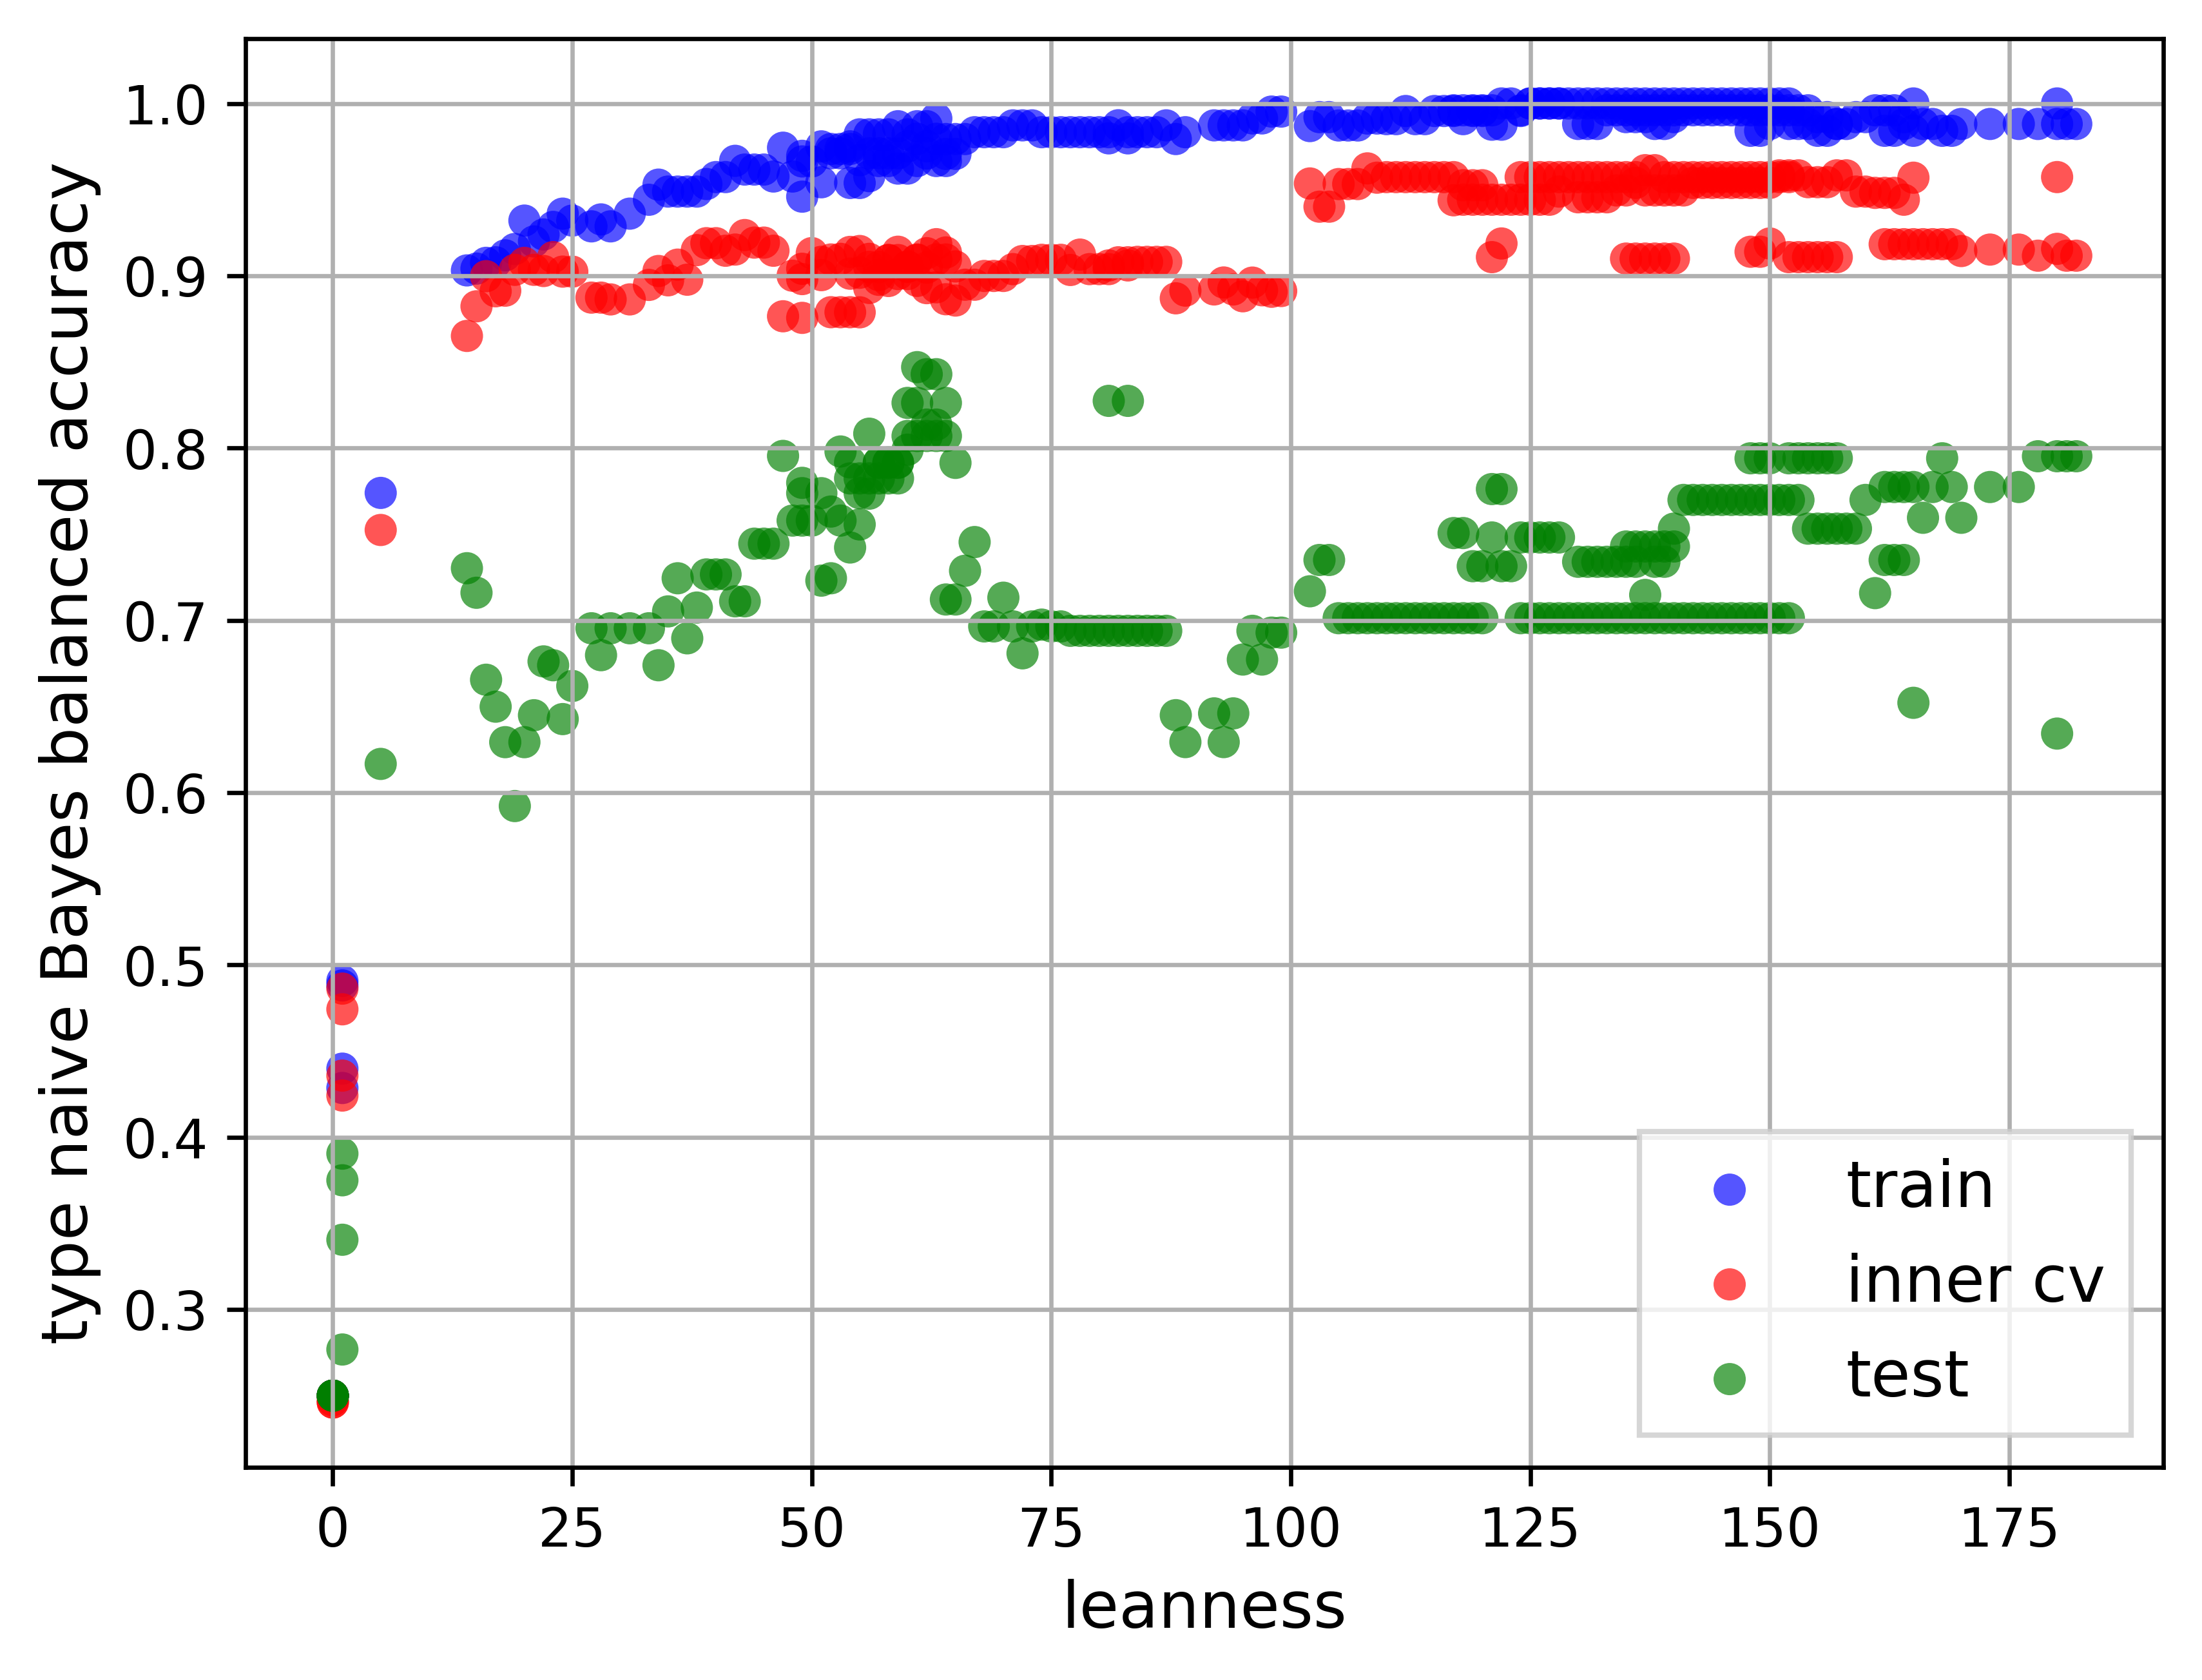 type naive Bayes balanced accuracy
1.0
0.9
0.8
0.7
0.6
0.5
0.4
0.3
train
inner cv
test
0 25 50 75 100 125 150 175
leanness